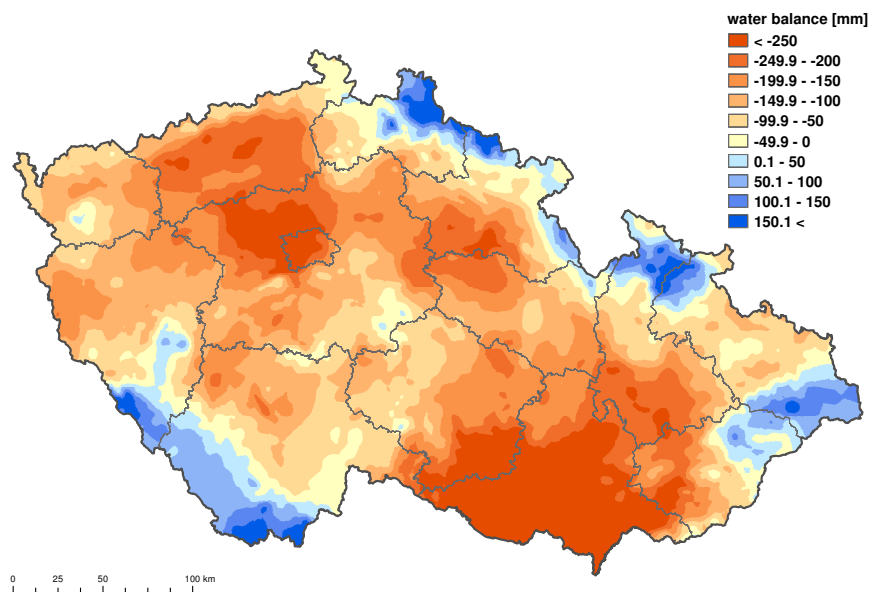 water balance [mm]
< -250
-249.9 - -200
-199.9 - -150
-149.9 - -100
-99.9 - -50
-49.9 - 0
0.1 - 50
50.1 - 100
100.1 - 150
150.1 <
0 25 50 100 km